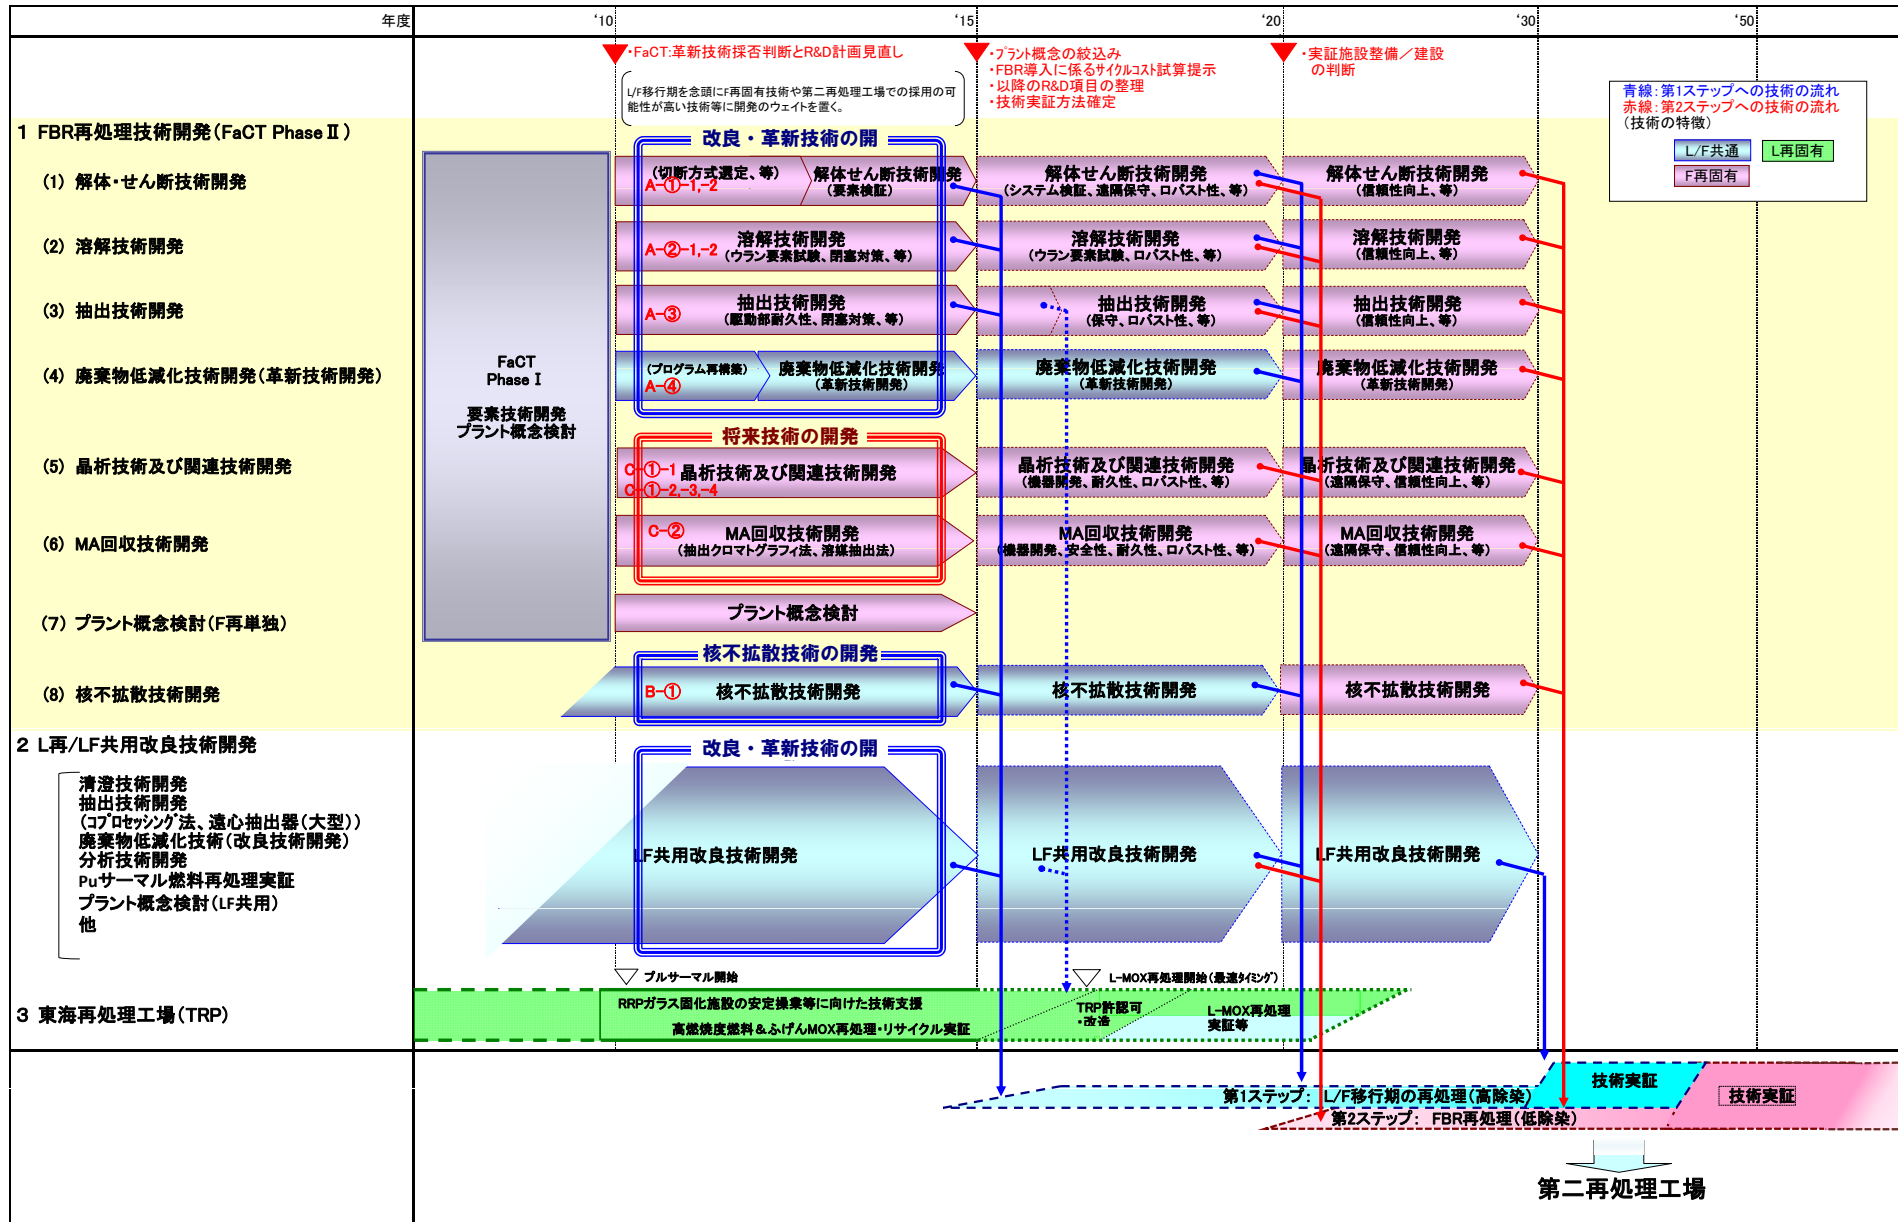 年度
‘10
‘15
‘20
‘30
‘50
・FaCT:革新技術採否判断とR&D計画見直し
・プラント概念の絞込み
・FBR導入に係るサイクルコスト試算提示
・以降のR&D項目の整理
・技術実証方法確定
・実証施設整備／建設
の判断
L/F移行期を念頭にF再固有技術や第二再処理工場での採用の可
能性が高い技術等に開発のウェイトを置く。
青線:第1ステップへの技術の流れ
赤線:第2ステップへの技術の流れ
(技術の特徴)
L/F共通
L再固有
F再固有
1 FBR再処理技術開発(FaCT PhaseⅡ)
改良・革新技術の開
(1) 解体・せん断技術開発
(切断方式選定、等)
A-①-1,-2
解体せん断技術開発
(要素検証)
解体せん断技術開発
(システム検証、遠隔保守、ロバスト性、等)
解体せん断技術開発
(信頼性向上、等)
(2) 溶解技術開発
A-②-1,-2
溶解技術開発
(ウラン要素試験、閉塞対策、等)
溶解技術開発
(ウラン要素試験、ロバスト性、等)
溶解技術開発
(信頼性向上、等)
(3) 抽出技術開発
A-③
抽出技術開発
(駆動部耐久性、閉塞対策、等)
抽出技術開発
(保守、ロバスト性、等)
抽出技術開発
(信頼性向上、等)
FaCT
Phase Ⅰ
要素技術開発
プラント概念検討
(4) 廃棄物低減化技術開発(革新技術開発)
(プログラム再構築)
A-④
廃棄物低減化技術開発
(革新技術開発)
廃棄物低減化技術開発
(革新技術開発)
廃棄物低減化技術開発
(革新技術開発)
将来技術の開発
(5) 晶析技術及び関連技術開発
C-①-1
C-①-2,-3,-4
晶析技術及び関連技術開発
晶析技術及び関連技術開発
(機器開発、耐久性、ロバスト性、等)
晶析技術及び関連技術開発
(遠隔保守、信頼性向上、等)
(6) MA回収技術開発
C-②
MA回収技術開発
(抽出クロマトグラフィ法、溶媒抽出法)
MA回収技術開発
(機器開発、安全性、耐久性、ロバスト性、等)
MA回収技術開発
(遠隔保守、信頼性向上、等)
(7) プラント概念検討(F再単独)
プラント概念検討
核不拡散技術の開発
(8) 核不拡散技術開発
B-①
核不拡散技術開発
核不拡散技術開発
核不拡散技術開発
2 L再/LF共用改良技術開発
改良・革新技術の開
清澄技術開発
抽出技術開発
(コプロセッシング法、遠心抽出器(大型))
廃棄物低減化技術(改良技術開発)
分析技術開発
Puサーマル燃料再処理実証
プラント概念検討(LF共用)
他
LF共用改良技術開発
LF共用改良技術開発
LF共用改良技術開発
プルサーマル開始
L-MOX再処理開始(最速タイミング)
3 東海再処理工場(TRP)
RRPガラス固化施設の安定操業等に向けた技術支援
高燃焼度燃料&ふげんMOX再処理・リサイクル実証
TRP許認可
・改造
L-MOX再処理
実証等
技術実証
第1ステップ: L/F移行期の再処理(高除染)
技術実証
第2ステップ: FBR再処理(低除染)
第二再処理工場